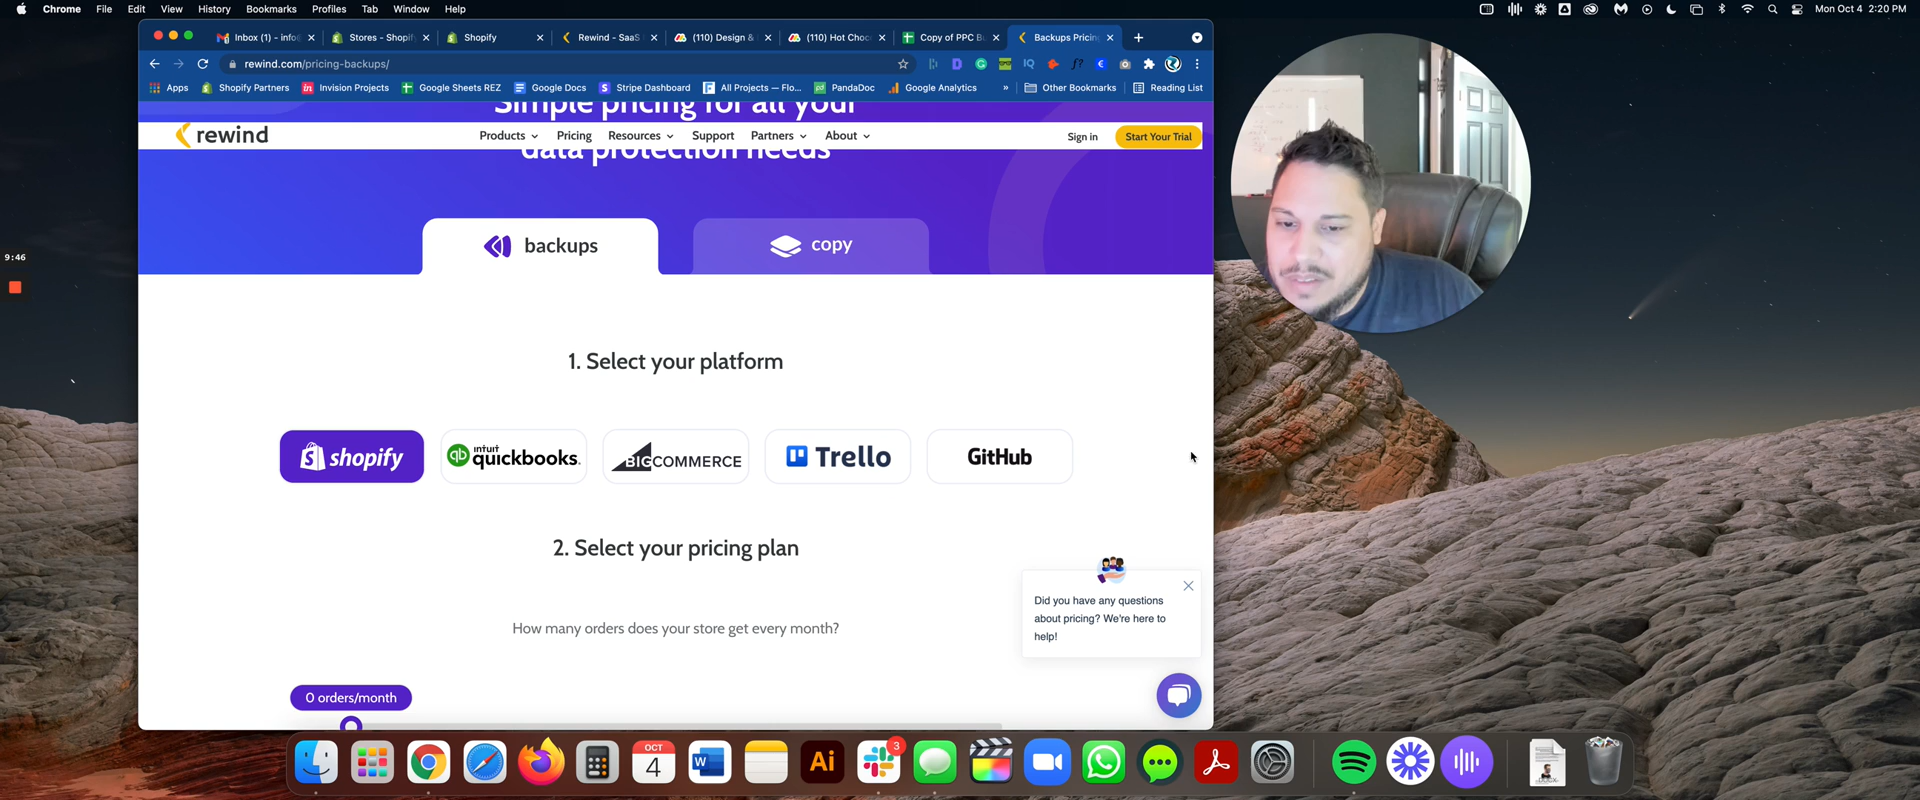 Chrome File Edit View History Bookmarks Profiles Tab Window Help Mon Oct 4 2:20 PM
Inbox (1) - info Stores - Shopif Shopify Rewind - SaaS (110) Design & (110) Hot Choc Copy of PPC B Backups Pricin
rewind.com/pricing-backups/
Apps Shopify Partners Invision Projects Google Sheets REZ Google Docs Stripe Dashboard All Projects – Flo... PandaDoc Google Analytics » Other Bookmarks Reading List
Simple pricing for all your
rewind Products Pricing Resources Support Partners About Sign in Start Your Trial
data protection needs
backups copy
9:46
1. Select your platform
shopify intuit quickbooks. BIGCOMMERCE Trello GitHub
2. Select your pricing plan
Did you have any questions
about pricing? We're here to
help!
How many orders does your store get every month?
0 orders/month
OCT
4
3